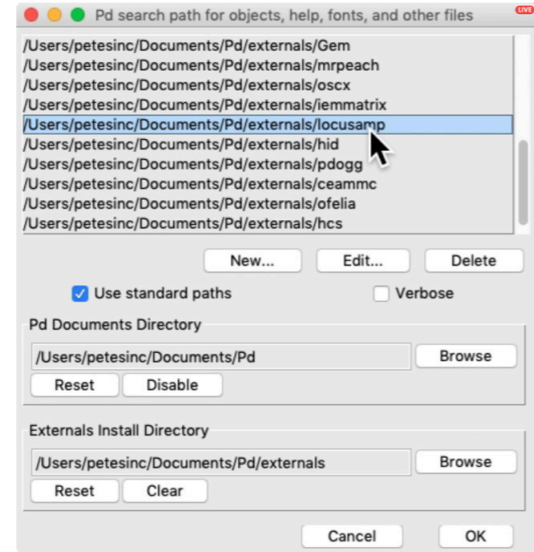 Pd search path for objects, help, fonts, and other files
LIVE
/Users/petesinc/Documents/Pd/externals/Gem
/Users/petesinc/Documents/Pd/externals/mrpeach
/Users/petesinc/Documents/Pd/externals/oscx
/Users/petesinc/Documents/Pd/externals/iemmatrix
/Users/petesinc/Documents/Pd/externals/locusamp
/Users/petesinc/Documents/Pd/externals/hid
/Users/petesinc/Documents/Pd/externals/pdogg
/Users/petesinc/Documents/Pd/externals/ceammc
/Users/petesinc/Documents/Pd/externals/ofelia
/Users/petesinc/Documents/Pd/externals/hcs
New... Edit... Delete
Use standard paths Verbose
Pd Documents Directory
/Users/petesinc/Documents/Pd Browse
Reset Disable
Externals Install Directory
/Users/petesinc/Documents/Pd/externals Browse
Reset Clear
Cancel OK